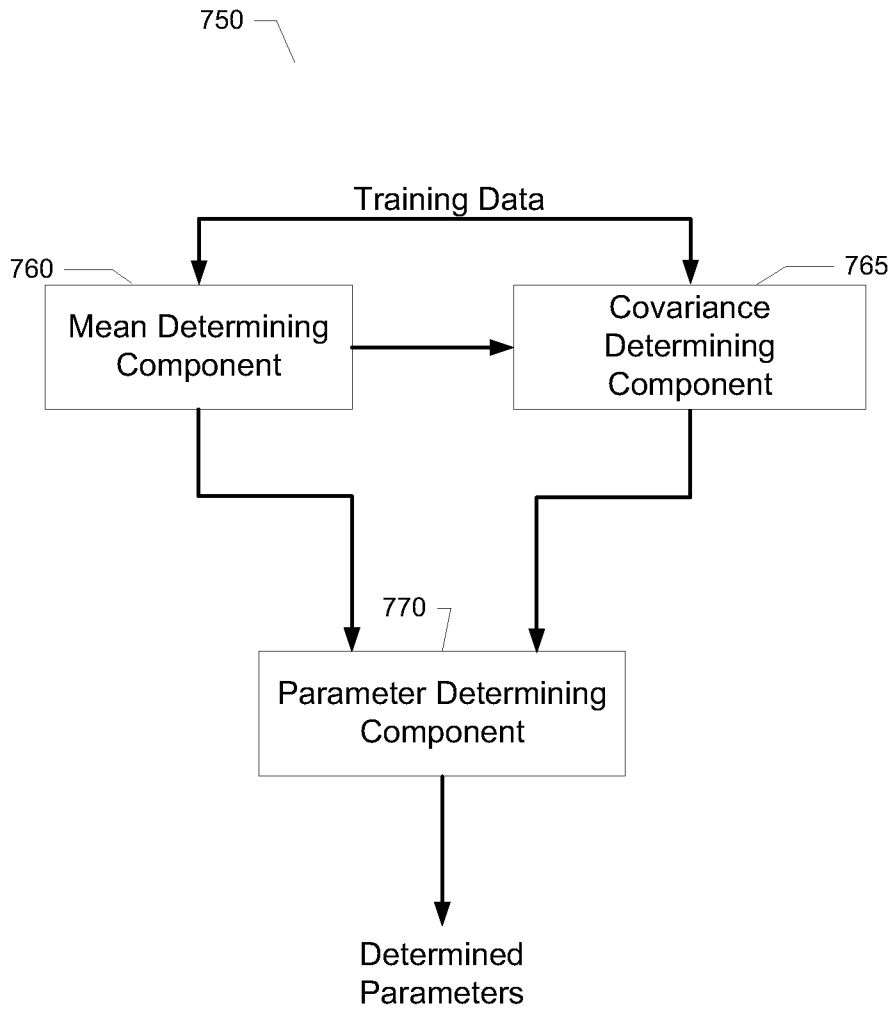 750
Training Data
760
765
Mean Determining
Component
Covariance
Determining
Component
770
Parameter Determining
Component
Determined
Parameters